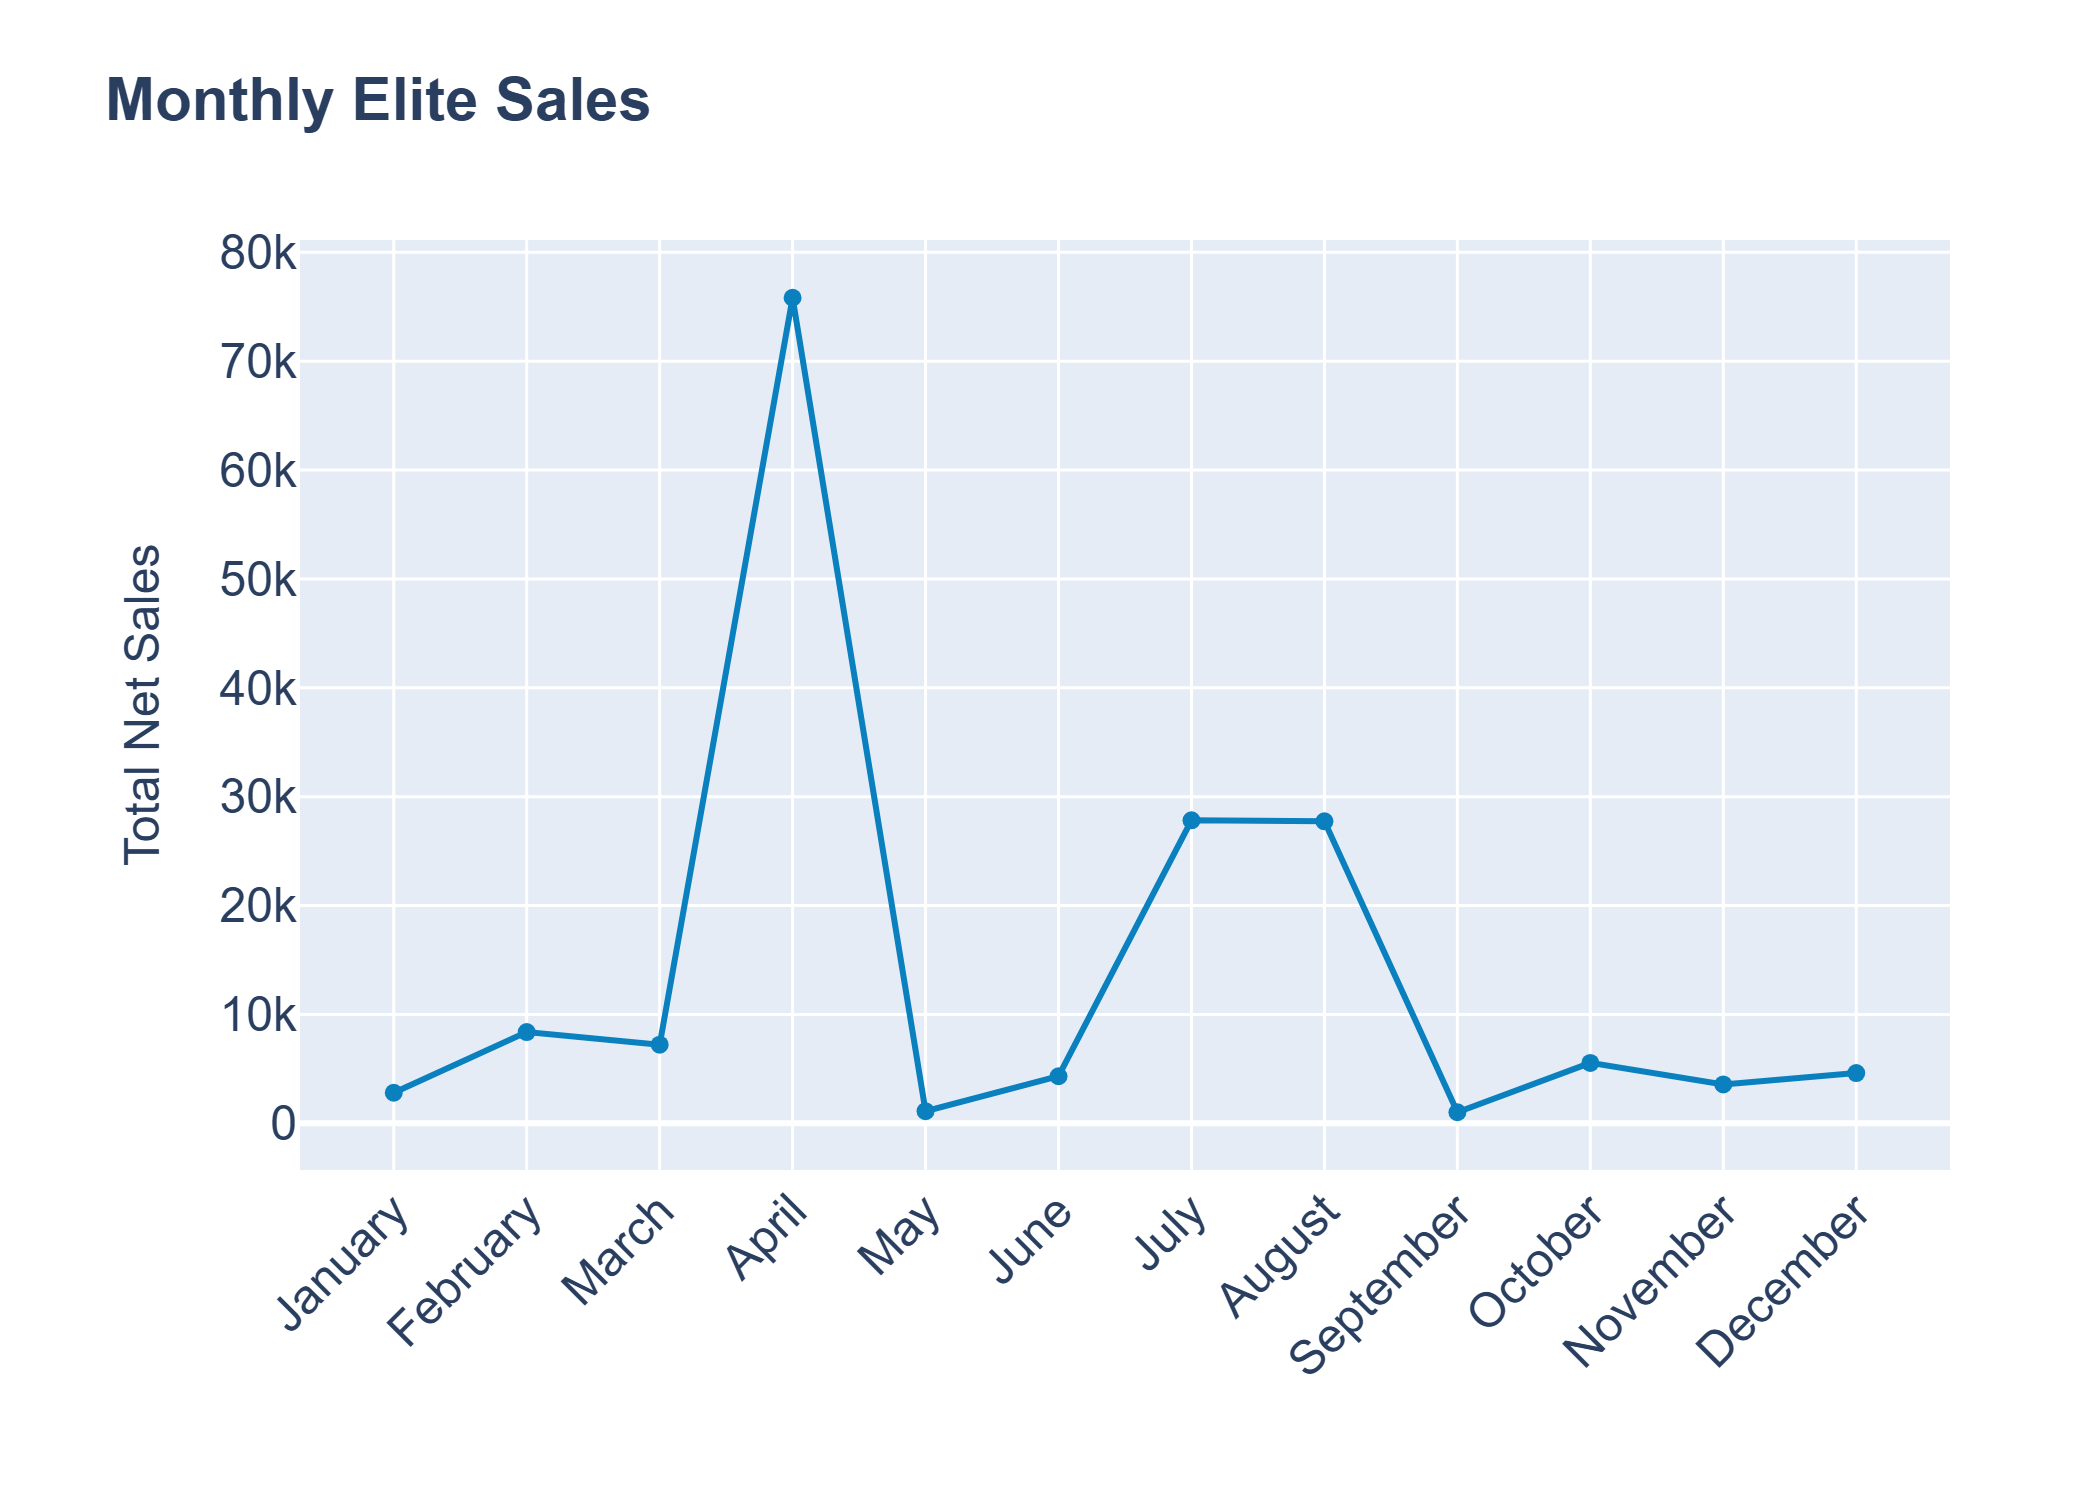 Monthly Elite Sales
Total Net Sales
80k
70k
60k
50k
40k
30k
20k
10k
0
January
February
March
April
May
June
July
August
September
October
November
December